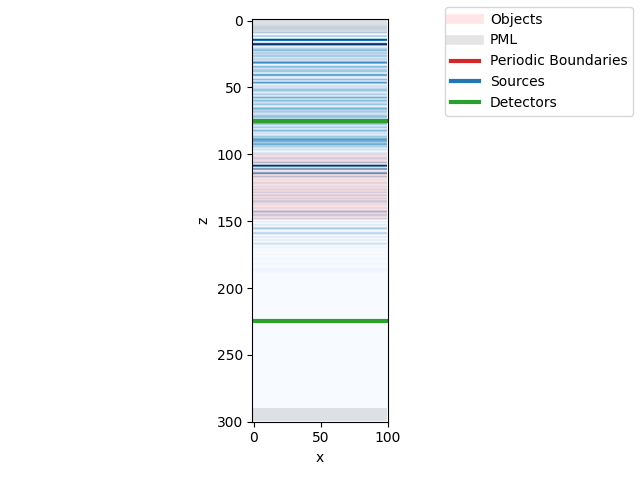 Objects
PML
Periodic Boundaries
Sources
Detectors
0
50
100
150
200
250
300
z
0 50 100
x